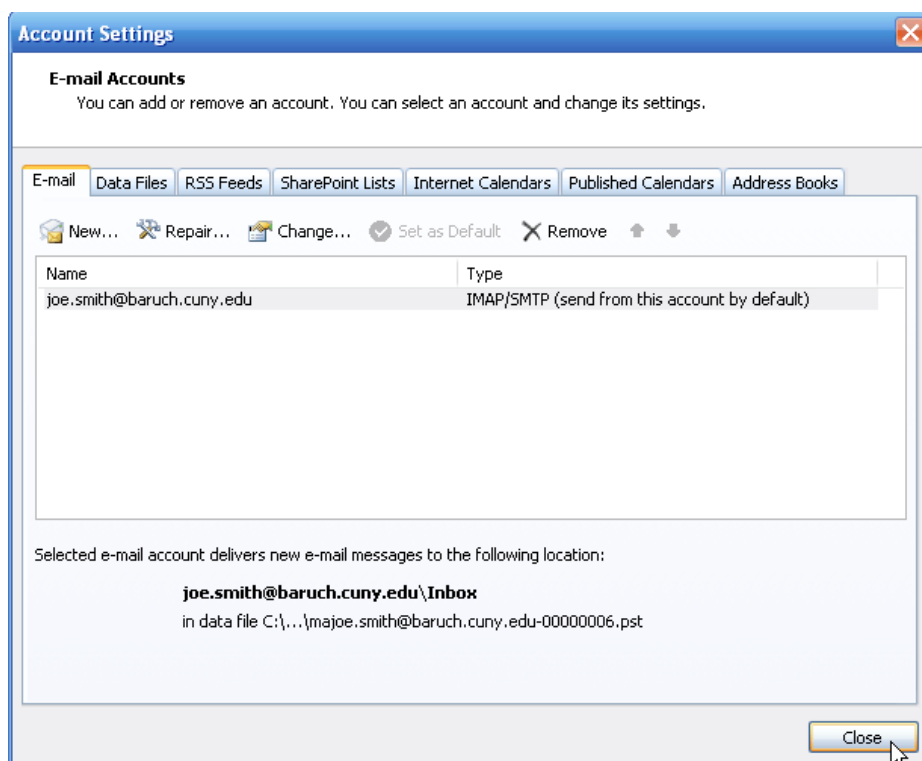 Account Settings
E-mail Accounts
You can add or remove an account. You can select an account and change its settings.
E-mail Data Files RSS Feeds SharePoint Lists Internet Calendars Published Calendars Address Books
New... Repair... Change... Set as Default Remove
Name Type
joe.smith@baruch.cuny.edu IMAP/SMTP (send from this account by default)
Selected e-mail account delivers new e-mail messages to the following location:
joe.smith@baruch.cuny.edu\Inbox
in data file C:\...\majoe.smith@baruch.cuny.edu-00000006.pst
Close